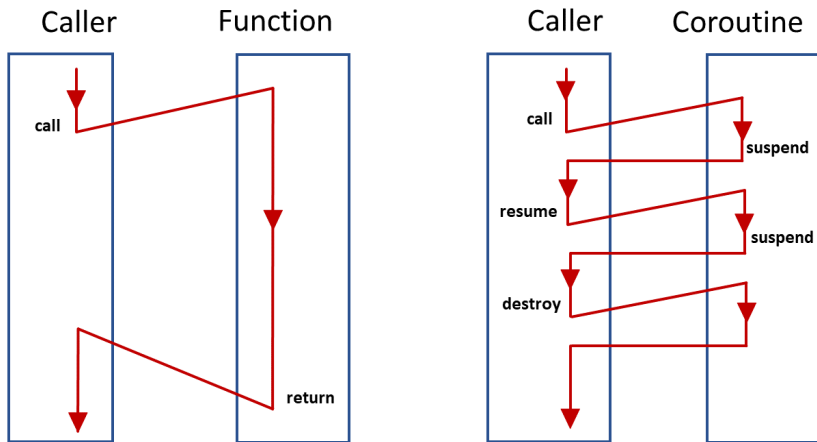 Caller
Function
call
return
Caller
Coroutine
call
suspend
resume
suspend
destroy